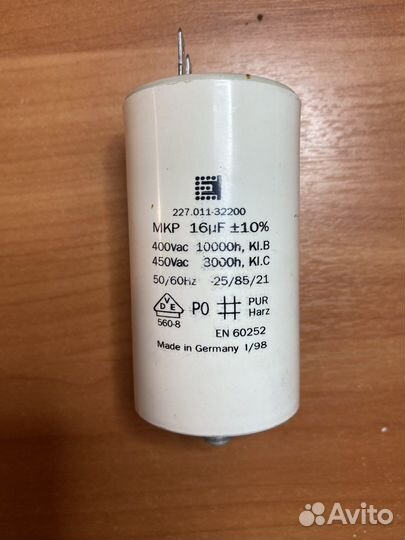 227.011-32200
MKP 16µF ±10%
400Vac 10000h, Kl.B
450Vac 3000h, Kl.C
50/60Hz -25/85/21
VDE
560-8
P0
PUR
Harz
EN 60252
Made in Germany I/98
Avito